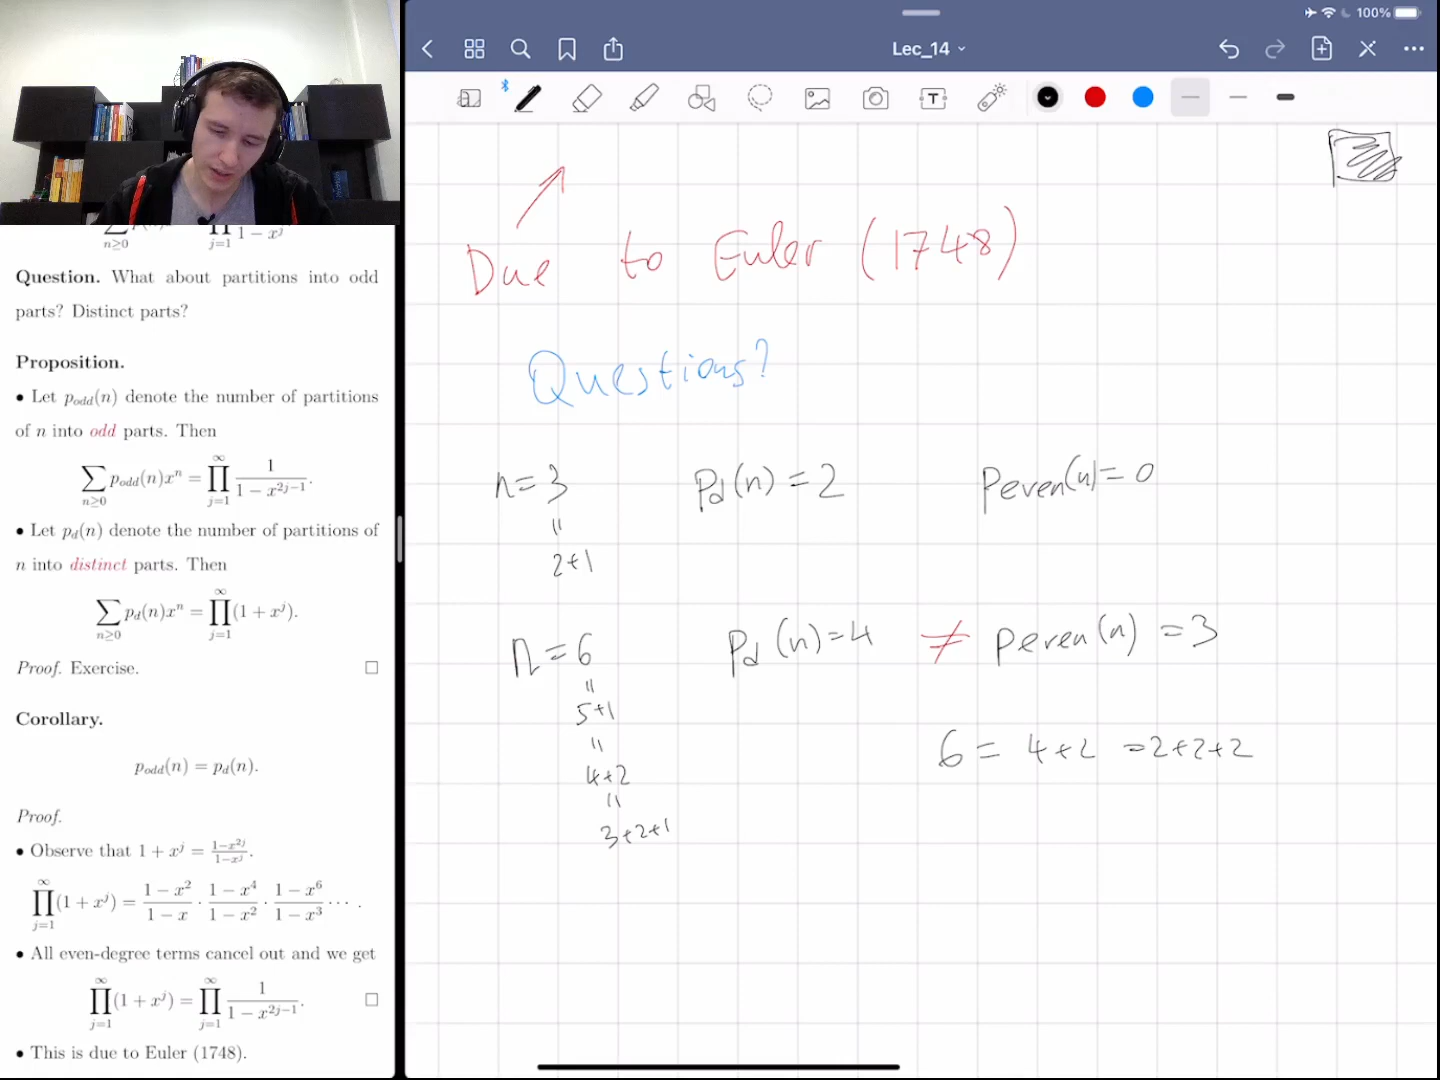 100%
Lec_14
T
n≥0 j=1 1 − x^j
Question. What about partitions into odd
parts? Distinct parts?
Proposition.
• Let p_odd(n) denote the number of partitions
of n into odd parts. Then
∑_{n≥0} p_odd(n)x^n = ∏_{j=1}^∞ 1/(1 − x^{2j−1}).
• Let p_d(n) denote the number of partitions of
n into distinct parts. Then
∑_{n≥0} p_d(n)x^n = ∏_{j=1}^∞ (1 + x^j).
Proof. Exercise. □
Corollary.
p_odd(n) = p_d(n).
Proof.
• Observe that 1 + x^j = (1−x^{2j})/(1−x^j).
∏_{j=1}^∞ (1 + x^j) = (1 − x^2)/(1 − x) · (1 − x^4)/(1 − x^2) · (1 − x^6)/(1 − x^3) ⋯ .
• All even-degree terms cancel out and we get
∏_{j=1}^∞ (1 + x^j) = ∏_{j=1}^∞ 1/(1 − x^{2j−1}). □
• This is due to Euler (1748).
Due to Euler (1748)
Questions?
n=3 Pd(n)=2 Peven(n)=0
=
2+1
n=6 Pd(n)=4 ≠ Peven(n)=3
=
5+1
=
4+2 6= 4+2 =2+2+2
=
3+2+1